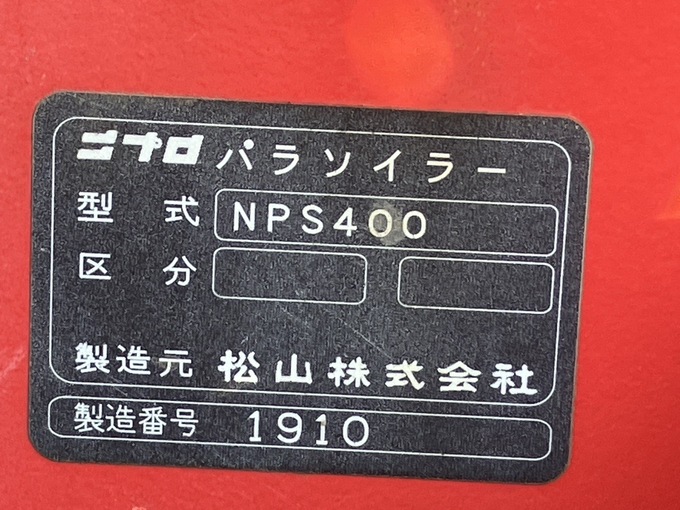 ニプロ パラソイラー
型式 NPS400
区分
製造元 松山株式会社
製造番号 1910